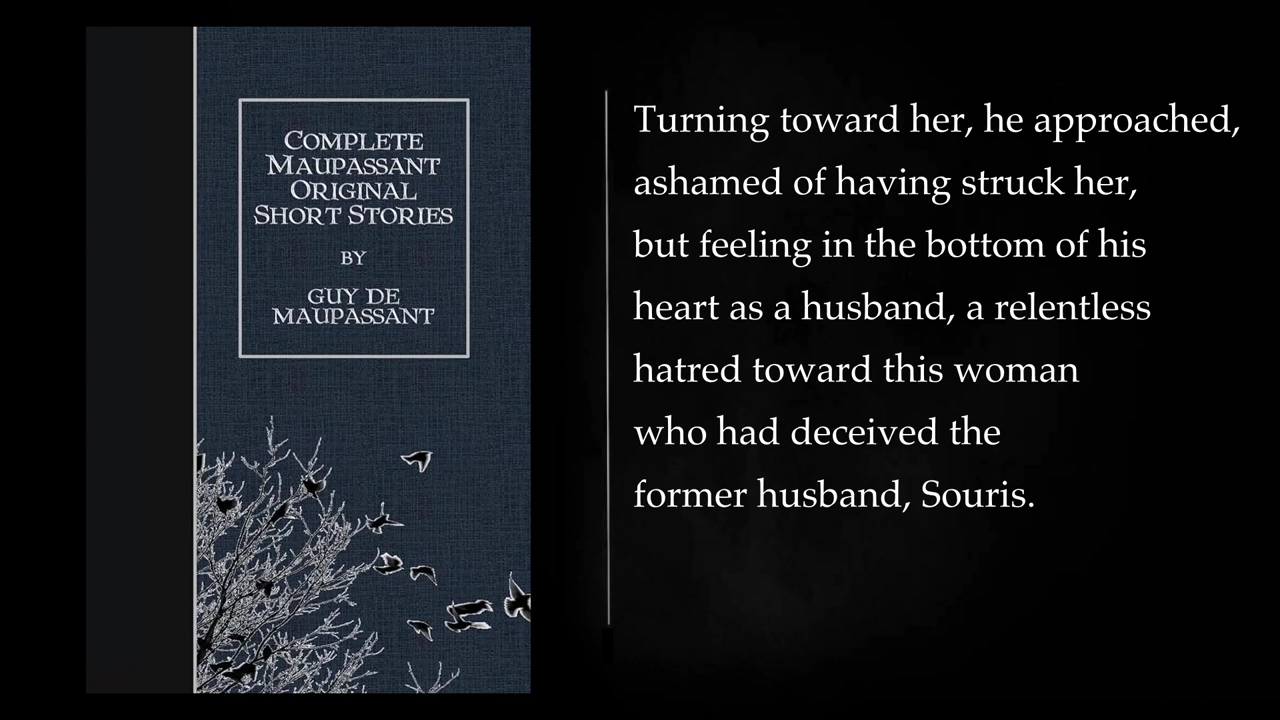 COMPLETE
MAUPASSANT
ORIGINAL
SHORT STORIES
BY
GUY DE
MAUPASSANT
Turning toward her, he approached,
ashamed of having struck her,
but feeling in the bottom of his
heart as a husband, a relentless
hatred toward this woman
who had deceived the
former husband, Souris.